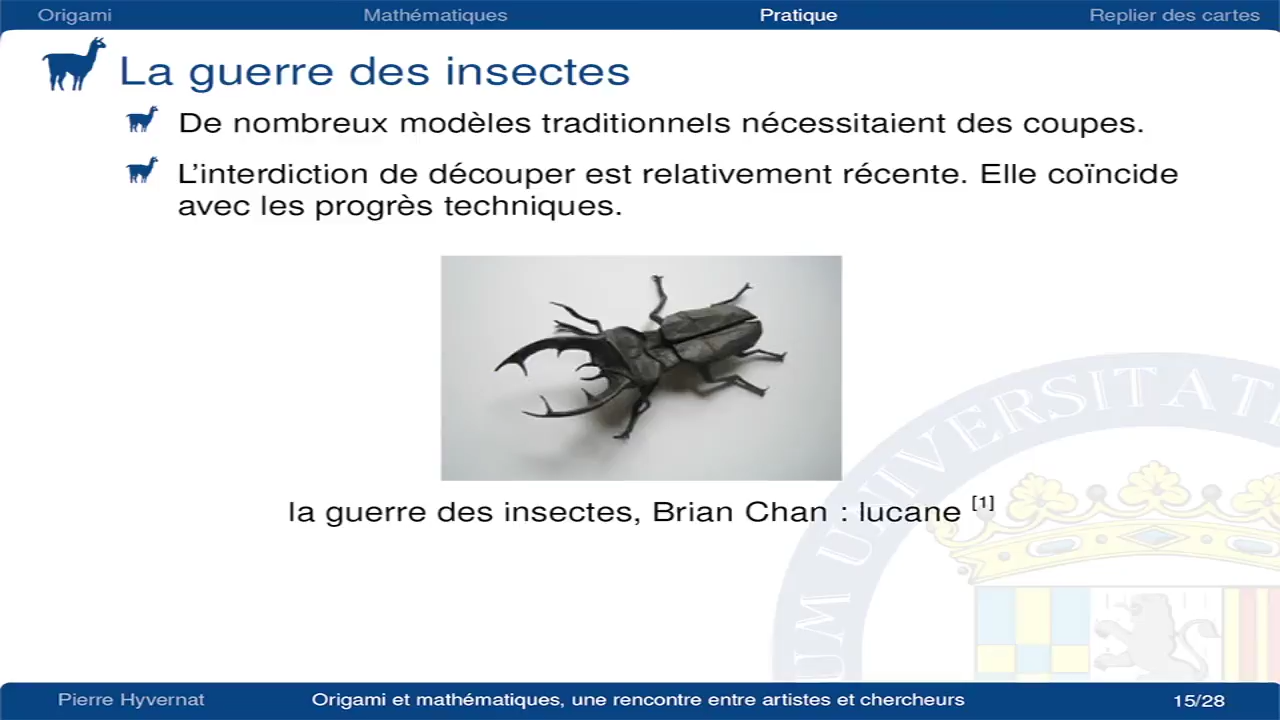 Origami Mathématiques Pratique Replier des cartes
La guerre des insectes
De nombreux modèles traditionnels nécessitaient des coupes.
L'interdiction de découper est relativement récente. Elle coïncide
avec les progrès techniques.
la guerre des insectes, Brian Chan : lucane [1]
UM UNIVERSITAT
Pierre Hyvernat Origami et mathématiques, une rencontre entre artistes et chercheurs 15/28